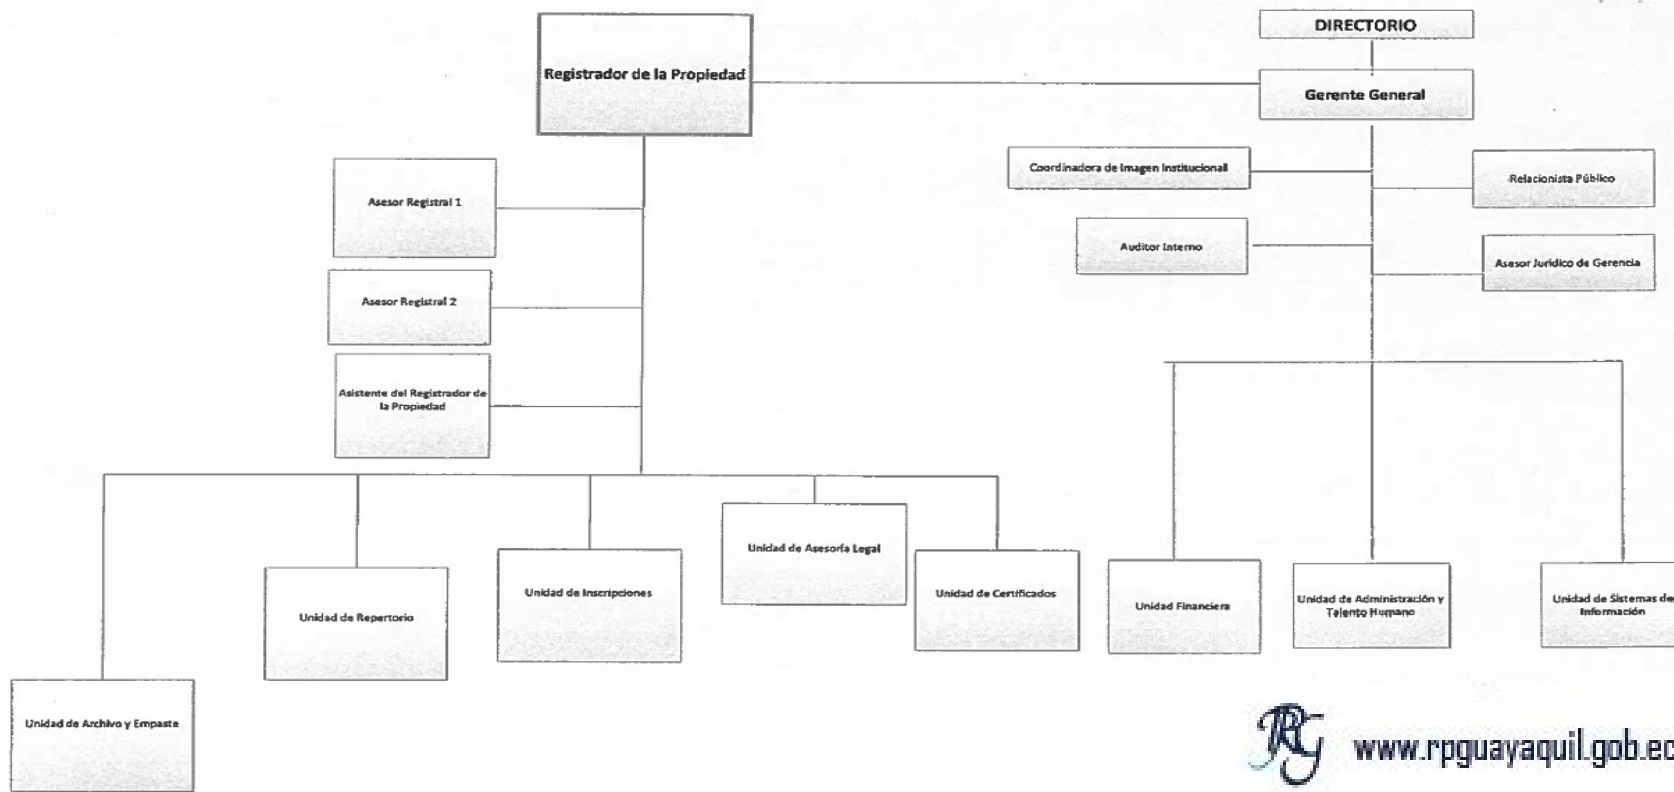 DIRECTORIO
Registrador de la Propiedad
Gerente General
Coordinadora de Imagen Institucional
Relacionista Público
Asesor Registral 1
Auditor Interno
Asesor Jurídico de Gerencia
Asesor Registral 2
Asistente del Registrador de
la Propiedad
Unidad de Asesoría Legal
Unidad de Inscripciones
Unidad de Certificados
Unidad de Repertorio
Unidad Financiera
Unidad de Administración y
Talento Humano
Unidad de Sistemas de
Información
Unidad de Archivo y Empaste
RPG www.rpguayaquil.gob.ec